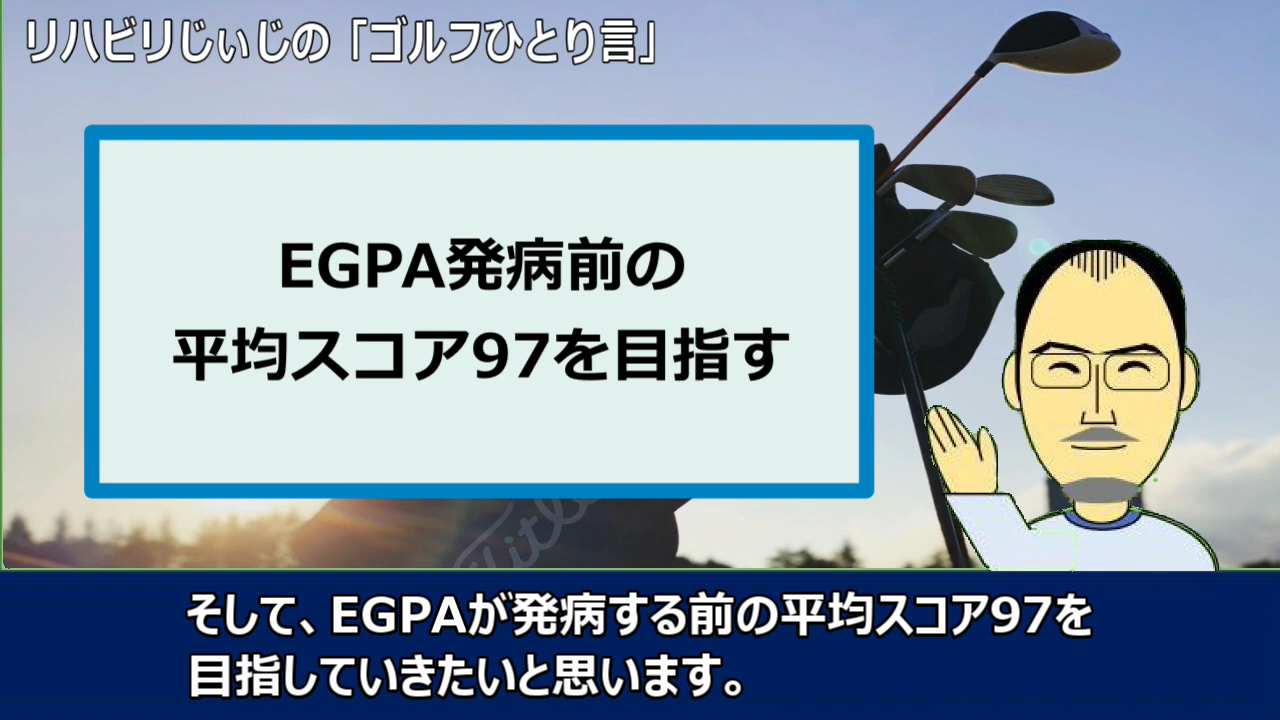 リハビリじぃじの「ゴルフひとり言」
EGPA発病前の
平均スコア97を目指す
そして、EGPAが発病する前の平均スコア97を
目指していきたいと思います。